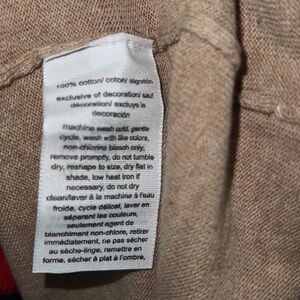 100% cotton/ coton/ algodón
exclusive of decoration/ sauf
décoration/ excluye la
decoración
machine wash cold, gentle
cycle, wash with like colors,
non-chlorine bleach only,
remove promptly, do not tumble
dry, reshape to size, dry flat in
shade, low heat iron if
necessary, do not dry
clean/laver à la machine à l'eau
froide, cycle délicat, laver en
séparant les couleurs,
seulement agent de
blanchiment non-chlore, retirer
immédiatement, ne pas sécher
au sèche-linge, remettre en
forme, sécher à plat à l'ombre,